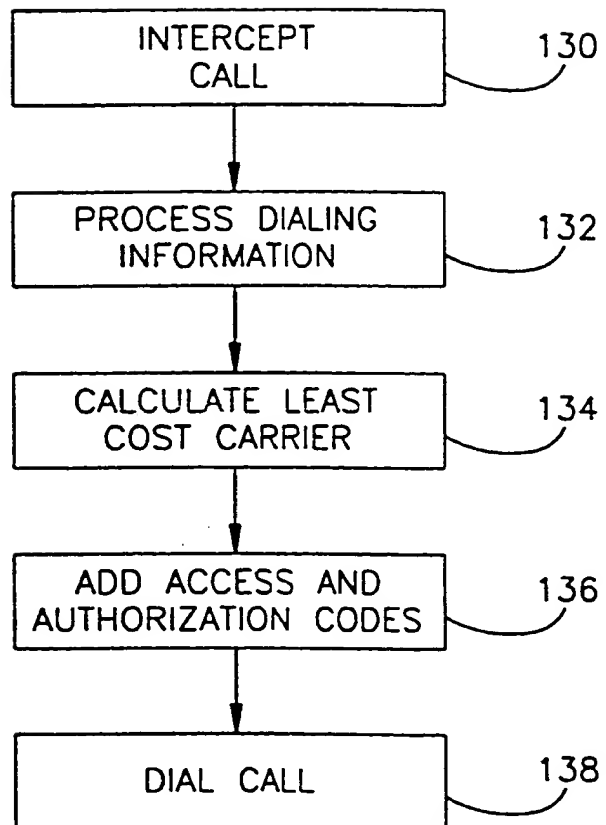 INTERCEPT
CALL
130
PROCESS DIALING
INFORMATION
132
CALCULATE LEAST
COST CARRIER
134
ADD ACCESS AND
AUTHORIZATION CODES
136
DIAL CALL
138